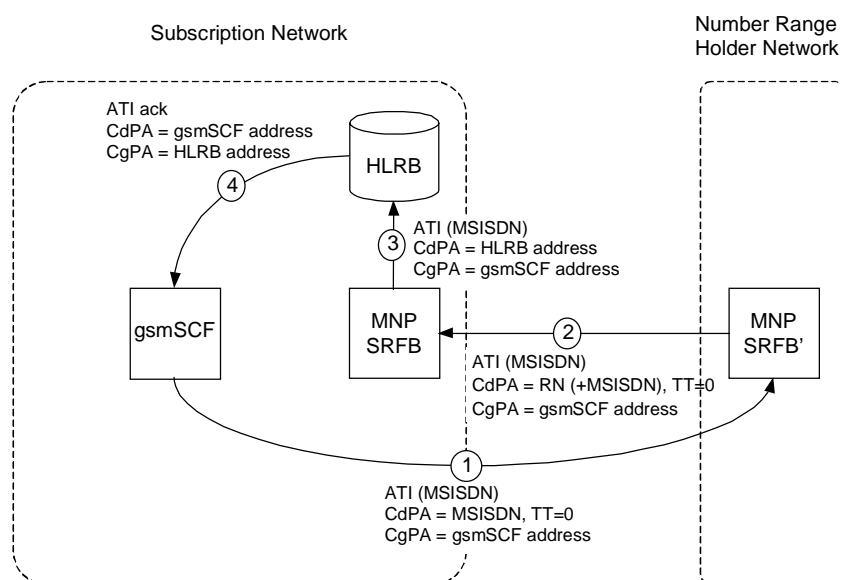 Subscription Network
Number Range
Holder Network
ATI ack
CdPA = gsmSCF address
CgPA = HLRB address
HLRB
4
ATI (MSISDN)
CdPA = HLRB address
CgPA = gsmSCF address
3
gsmSCF
MNP
SRFB
2
MNP
SRFB’
ATI (MSISDN)
CdPA = RN (+MSISDN), TT=0
CgPA = gsmSCF address
1
ATI (MSISDN)
CdPA = MSISDN, TT=0
CgPA = gsmSCF address